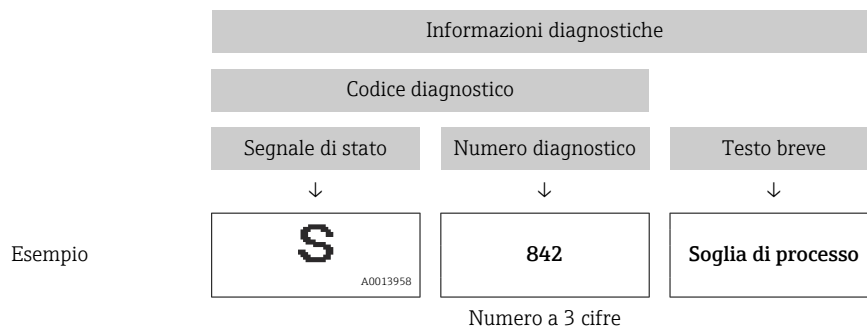 Informazioni diagnostiche
Codice diagnostico
Segnale di stato Numero diagnostico Testo breve
↓ ↓ ↓
Esempio S 842 Soglia di processo
A0013958
Numero a 3 cifre